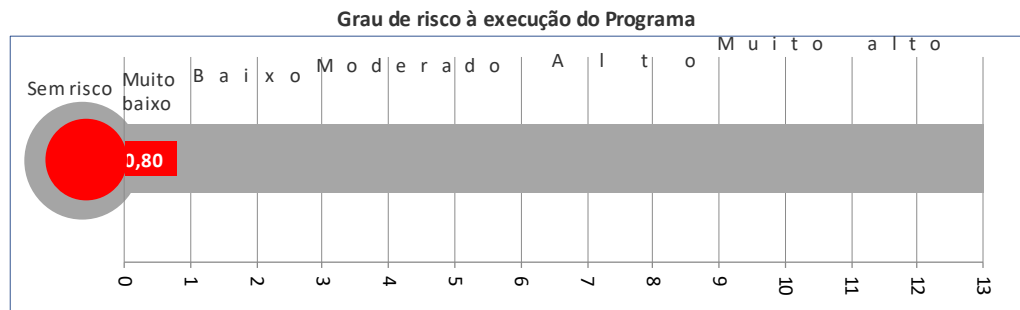 Grau de risco à execução do Programa
Sem risco
Muito
baixo
Baixo
Moderado
Alto
Muito alto
0,80
0
1
2
3
4
5
6
7
8
9
10
11
12
13